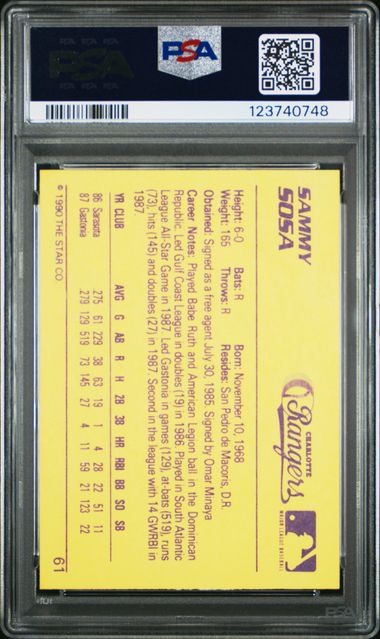 PSA
123740748
SAMMY
SOSA
CHARLOTTE
Rangers
MAJOR LEAGUE BASEBALL
Height: 6-0 Bats: R Born: November 10, 1968
Weight: 165 Throws: R Resides: San Pedro de Macoris, D.R.
Obtained: Signed as a free agent July 30, 1985. Signed by Omar Minaya
Career Notes: Played Babe Ruth and American Legion ball in the Dominican
Republic. Led Gulf Coast League in doubles (19) in 1986. Played in South Atlantic
League All-Star Game in 1987. Led Gastonia in games (129), at-bats (519), runs
(73), hits (145) and doubles (27) in 1987. Second in the league with 14 GWRBI in
1987.
YR CLUB AVG G AB R H 2B 3B HR RBI BB SO SB
86 Sarasota 275 61 229 38 63 19 1 4 28 22 51 11
87 Gastonia 279 129 519 73 145 27 4 11 59 21 123 22
© 1990 THE STAR CO
61